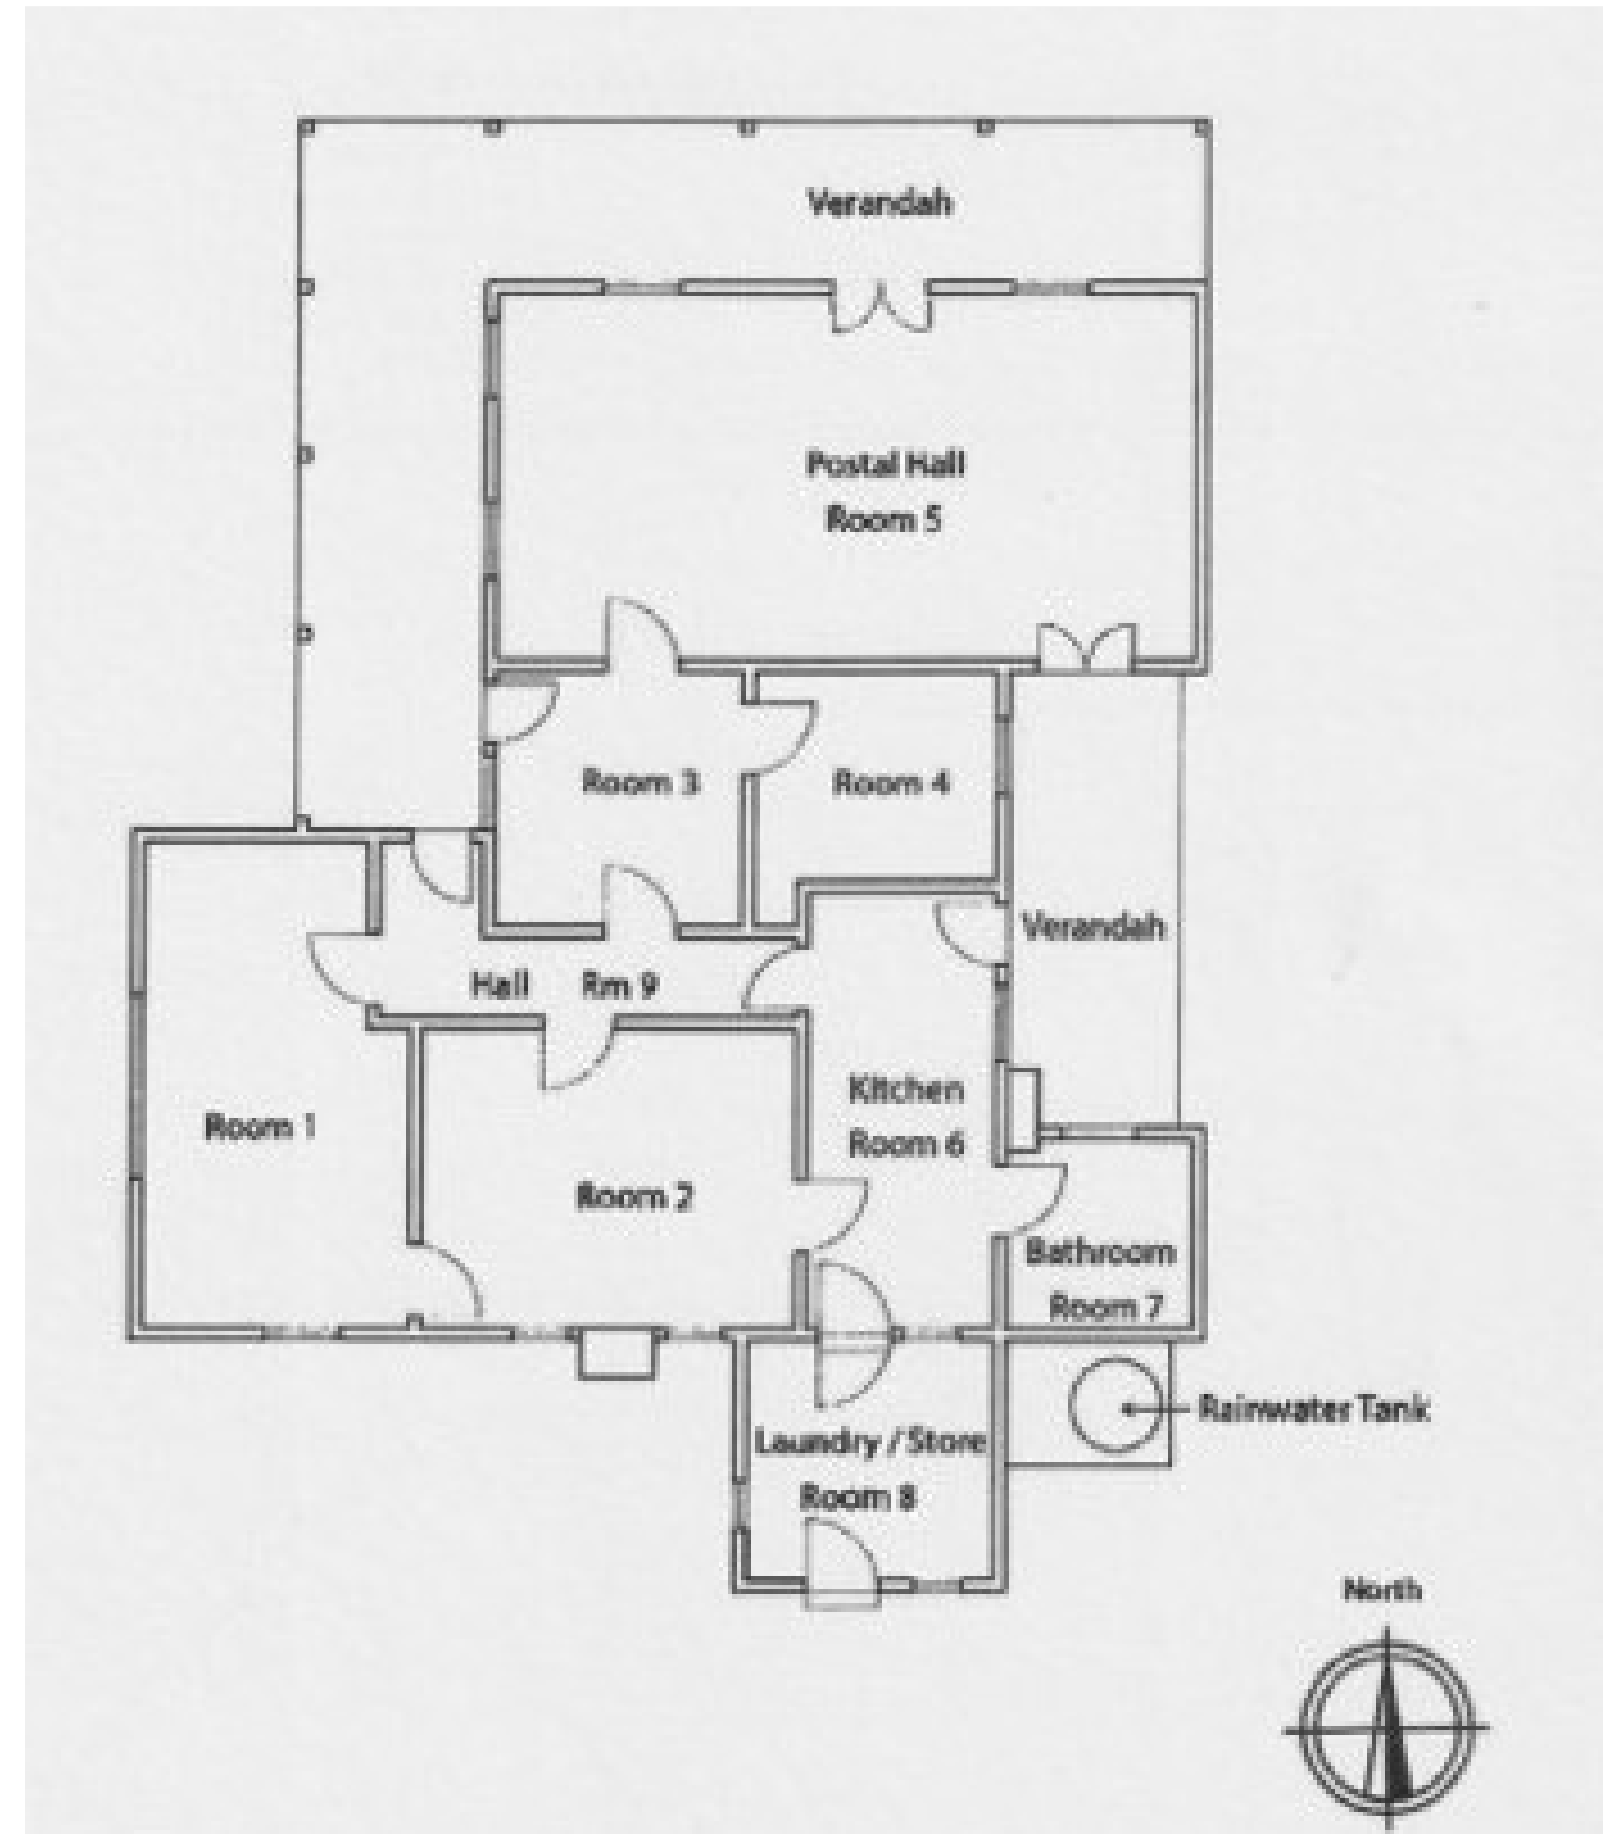 Verandah
Postal Hall
Room 5
Room 3
Room 4
Verandah
Hall Rm 9
Kitchen
Room 6
Room 1
Room 2
Bathroom
Room 7
Rainwater Tank
Laundry / Store
Room 8
North